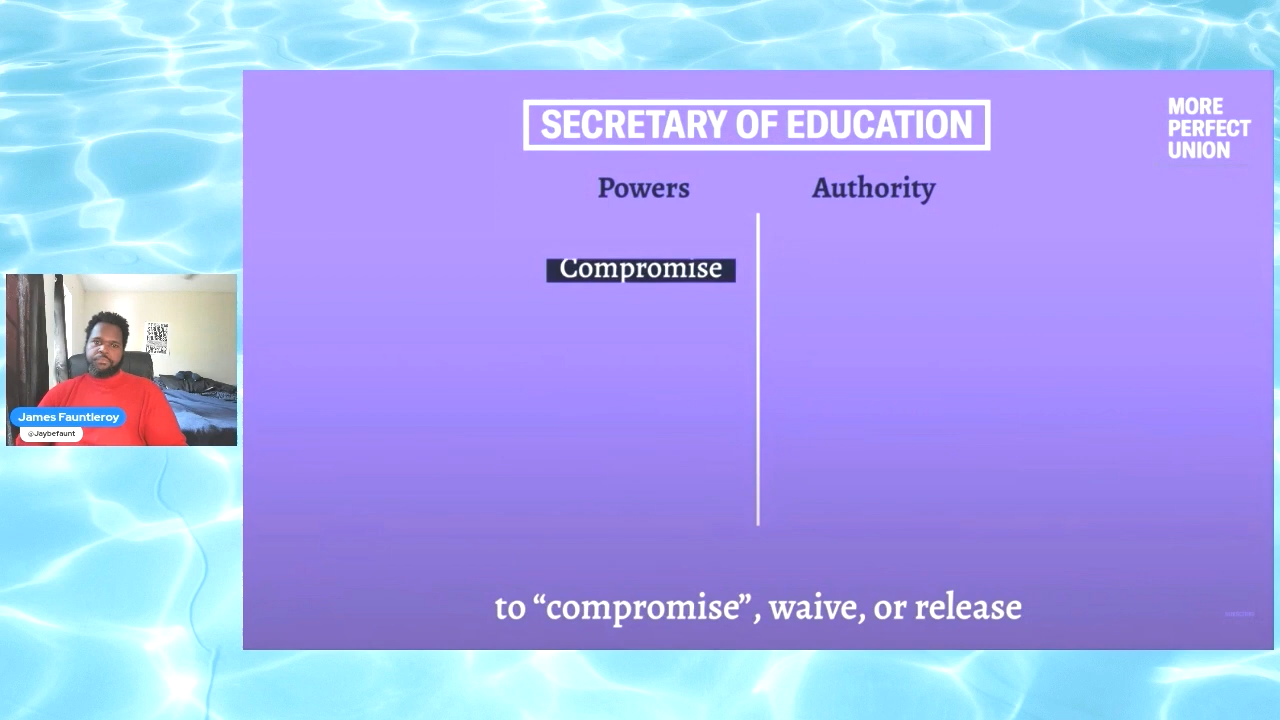 SECRETARY OF EDUCATION
MORE
PERFECT
UNION
Powers
Authority
Compromise
James Fauntleroy
@Jaybefaunt
to “compromise”, waive, or release